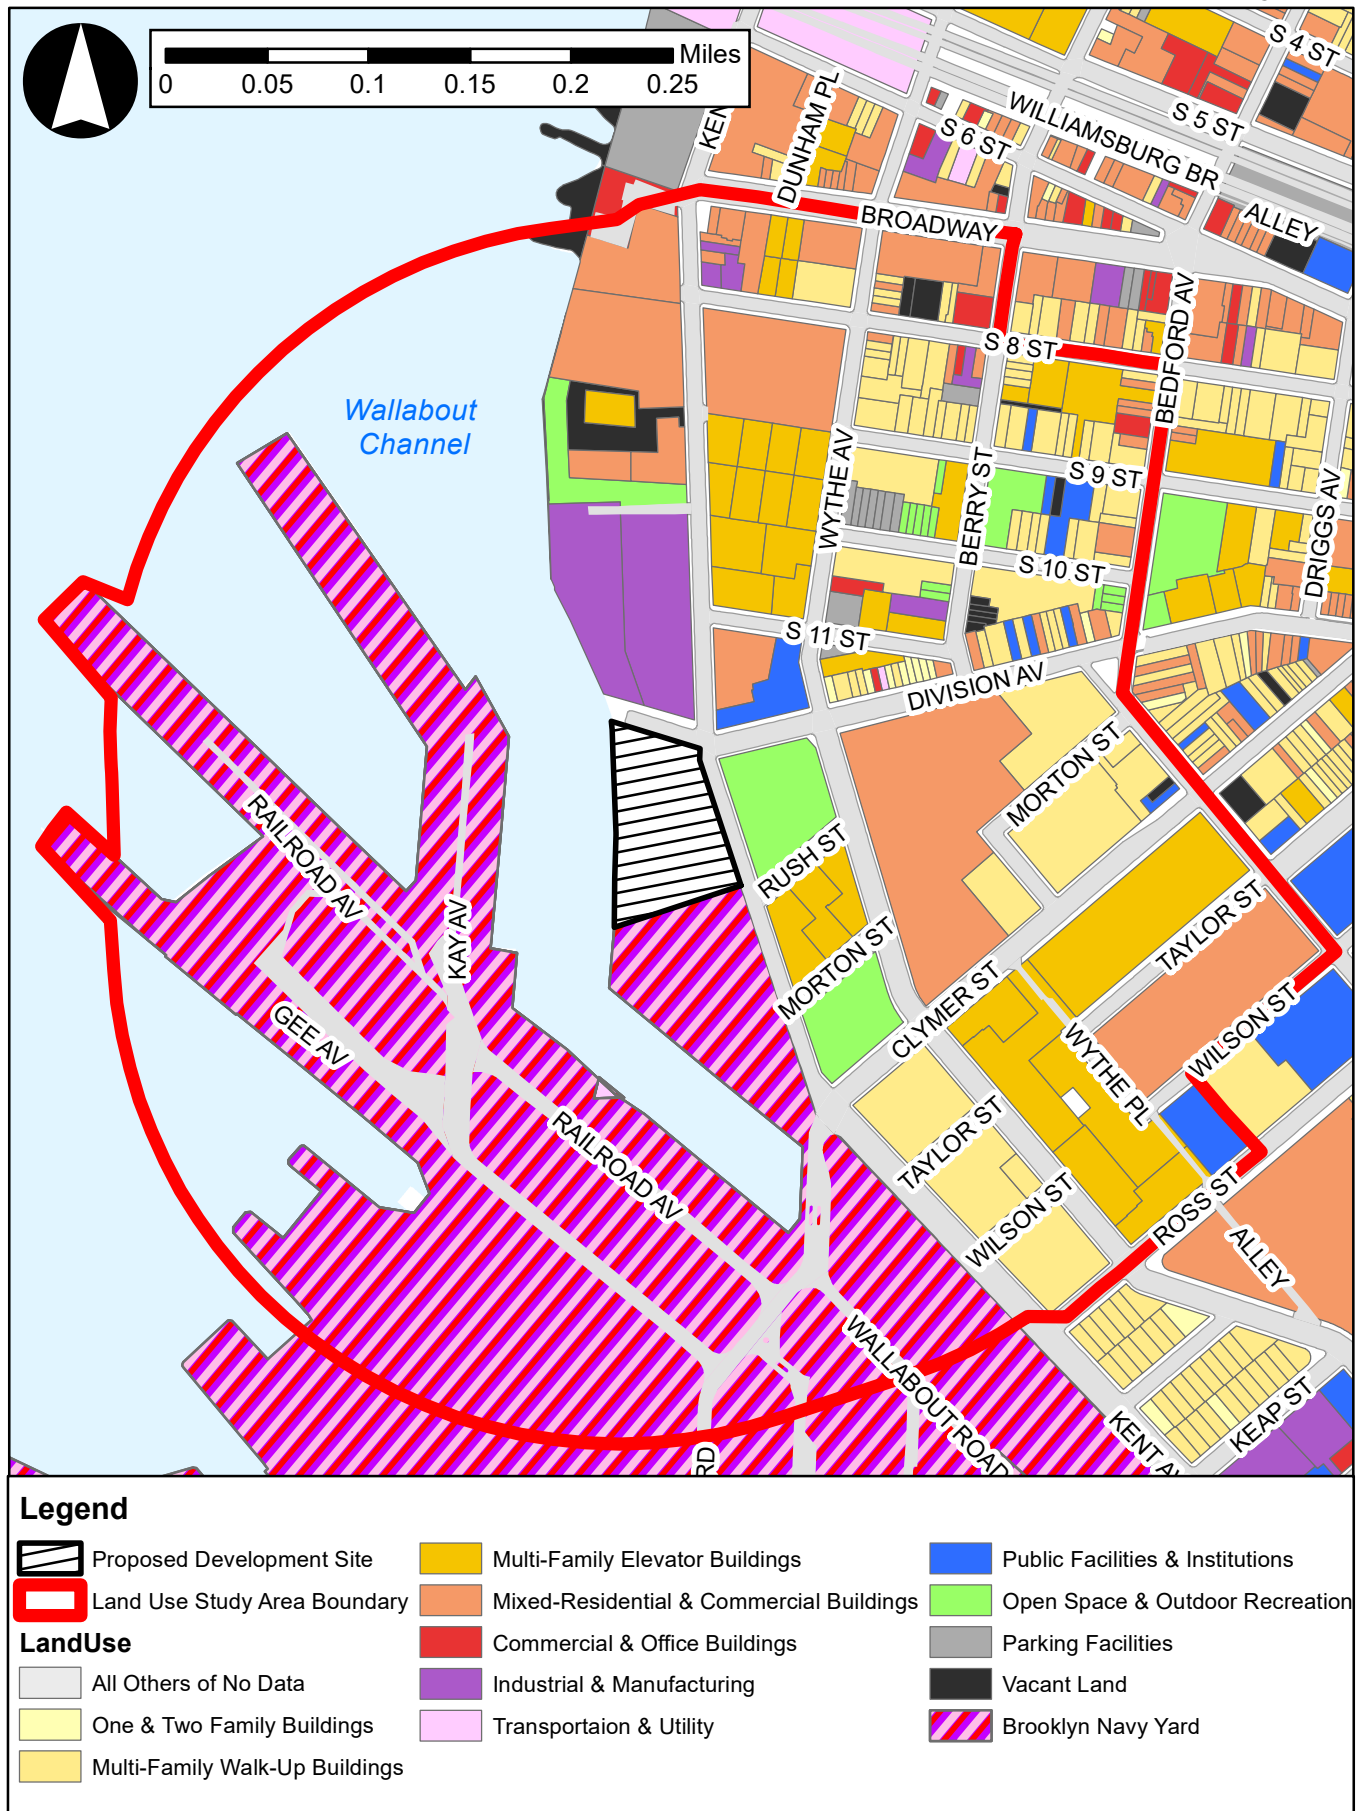 Miles
0 0.05 0.1 0.15 0.2 0.25
S 4 ST
KEN
DUNHAM PL
S 6 ST
WILLIAMSBURG BR
S 5 ST
ALLEY
BROADWAY
S 8 ST
BEDFORD AV
Wallabout
Channel
WYTHE AV
BERRY ST
S 9 ST
DRIGGS AV
S 10 ST
S 11 ST
DIVISION AV
MORTON ST
RUSH ST
RAILROAD AV
KAY AV
MORTON ST
TAYLOR ST
CLYMER ST
GEE AV
WILSON ST
WYTHE PL
TAYLOR ST
RAILROAD AV
WILSON ST
ROSS ST
ALLEY
WALLABOUT ROAD
KENT AV
KEAP ST
RD
Legend
Proposed Development Site
Land Use Study Area Boundary
LandUse
All Others of No Data
One & Two Family Buildings
Multi-Family Walk-Up Buildings
Multi-Family Elevator Buildings
Mixed-Residential & Commercial Buildings
Commercial & Office Buildings
Industrial & Manufacturing
Transportaion & Utility
Public Facilities & Institutions
Open Space & Outdoor Recreation
Parking Facilities
Vacant Land
Brooklyn Navy Yard